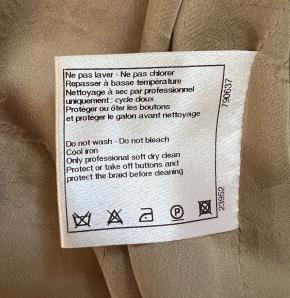 Ne pas laver - Ne pas chlorer
Repasser à basse température
Nettoyage à sec par professionnel
uniquement : cycle doux
Protéger ou ôter les boutons
et protéger le galon avant nettoyage
Do not wash - Do not bleach
Cool iron
Only professional soft dry clean
Protect or take off buttons and
protect the braid before cleaning
790637
23952
P